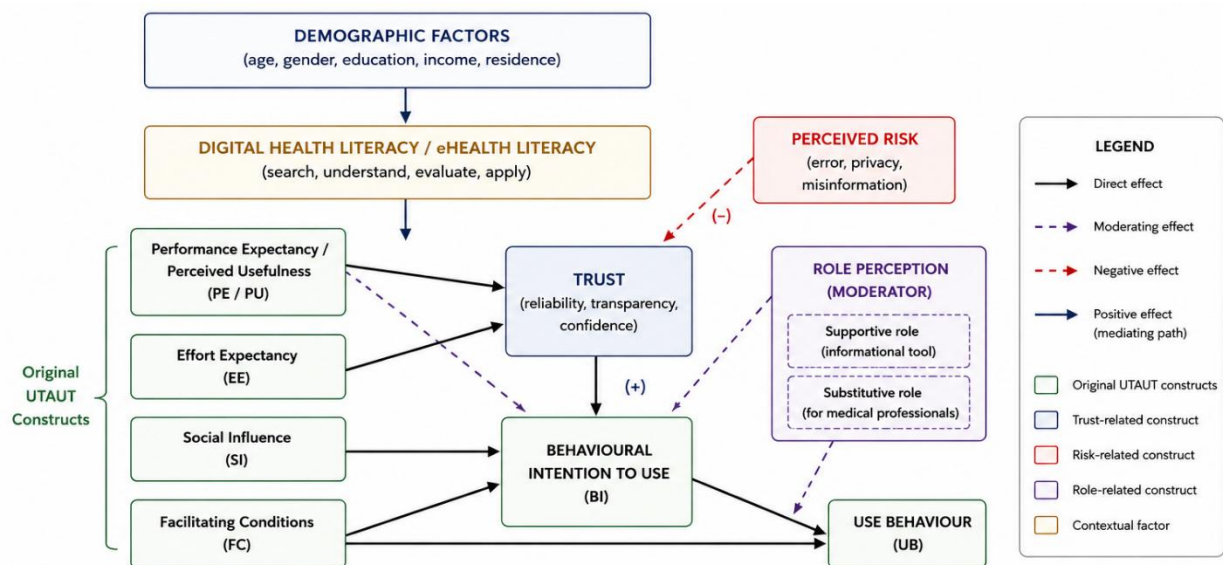 DEMOGRAPHIC FACTORS
(age, gender, education, income, residence)
DIGITAL HEALTH LITERACY / eHEALTH LITERACY
(search, understand, evaluate, apply)
PERCEIVED RISK
(error, privacy,
misinformation)
(–)
Original
UTAUT
Constructs
Performance Expectancy /
Perceived Usefulness
(PE / PU)
Effort Expectancy
(EE)
Social Influence
(SI)
Facilitating Conditions
(FC)
TRUST
(reliability, transparency,
confidence)
(+)
BEHAVIOURAL
INTENTION TO USE
(BI)
ROLE PERCEPTION
(MODERATOR)
Supportive role
(informational tool)
Substitutive role
(for medical professionals)
USE BEHAVIOUR
(UB)
LEGEND
Direct effect
Moderating effect
Negative effect
Positive effect
(mediating path)
Original UTAUT constructs
Trust-related construct
Risk-related construct
Role-related construct
Contextual factor